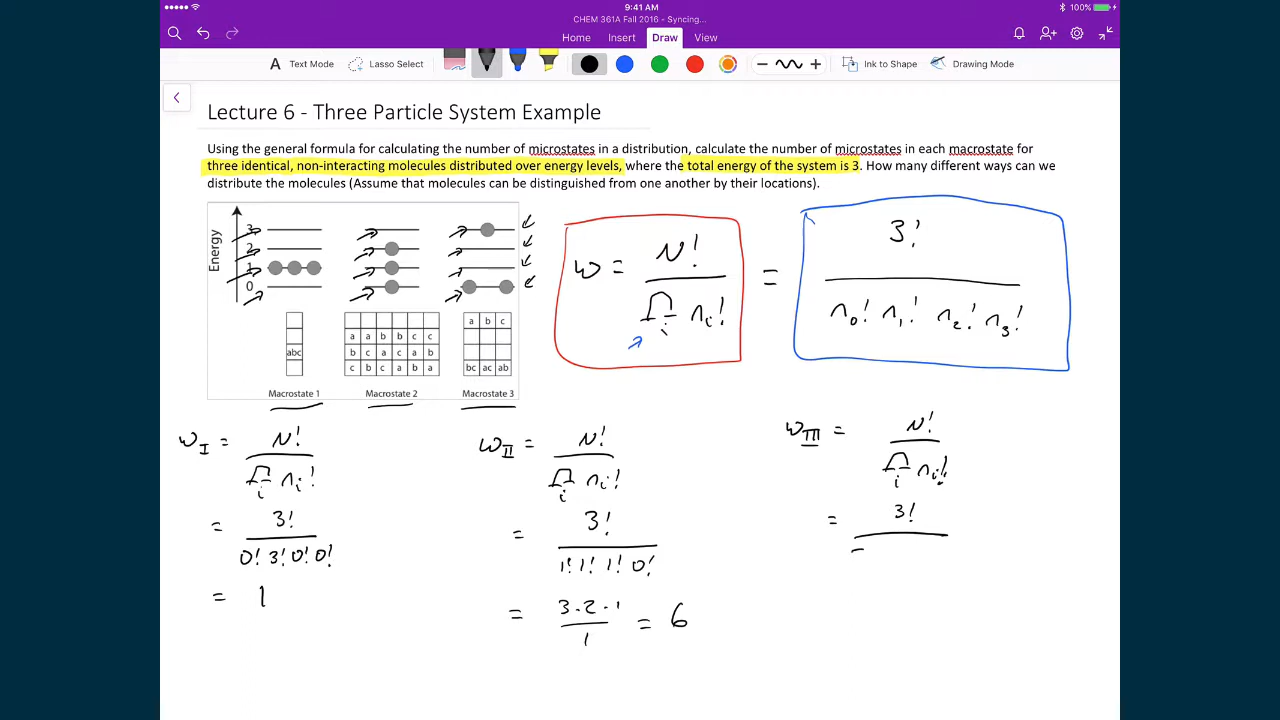 9:41 AM
100%
CHEM 361A Fall 2016 - Syncing...
Home Insert Draw View
Text Mode Lasso Select Ink to Shape Drawing Mode
Lecture 6 - Three Particle System Example
Using the general formula for calculating the number of microstates in a distribution, calculate the number of microstates in each macrostate for
three identical, non-interacting molecules distributed over energy levels, where the total energy of the system is 3. How many different ways can we
distribute the molecules (Assume that molecules can be distinguished from one another by their locations).
Energy
3
2
1
0
a b c
a a b b c c
abc b c a c a b
c b c a b a bc ac ab
Macrostate 1 Macrostate 2 Macrostate 3
W = N! / ∏i ni! = 3! / n0! n1! n2! n3!
WI = N! / ∏i ni!
= 3! / 0! 3! 0! 0!
= 1
WII = N! / ∏i ni!
= 3! / 1! 1! 1! 0!
= 3·2·1 / 1 = 6
WIII = N! / ∏i ni!
= 3!